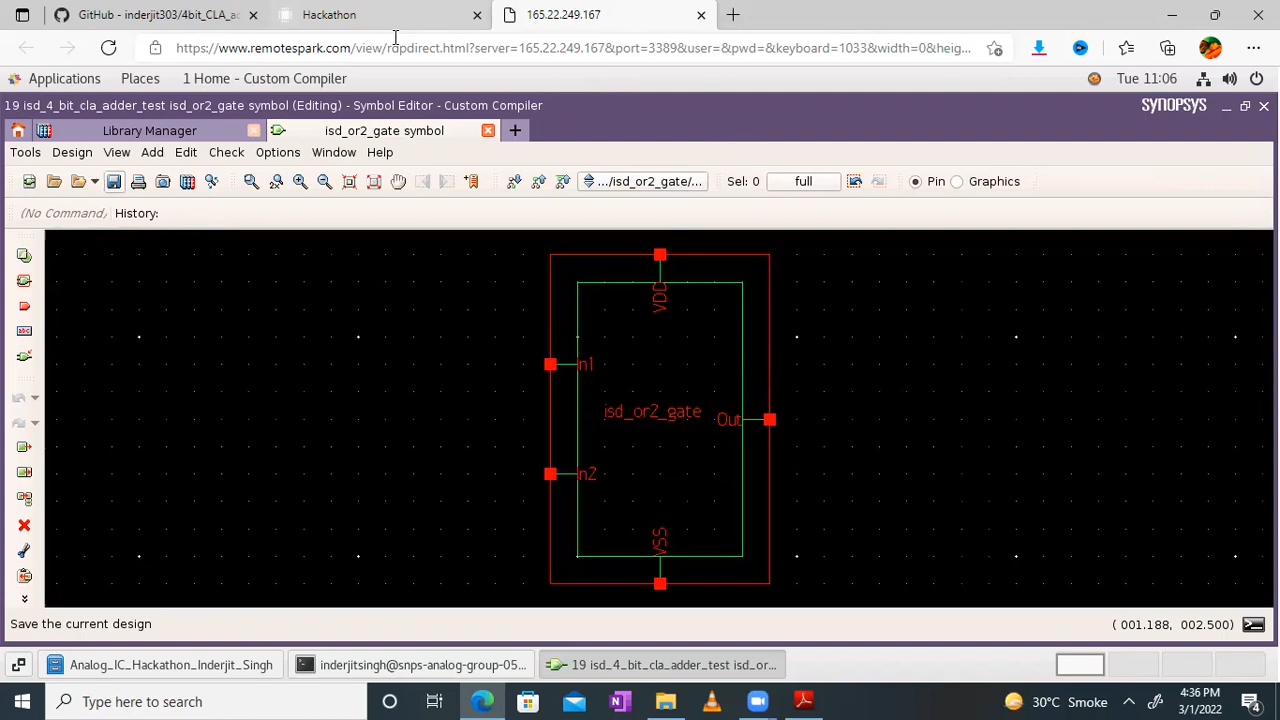 GitHub - inderjit303/4bit_CLA_ac
Hackathon
165.22.249.167
https://www.remotespark.com/view/rdpdirect.html?server=165.22.249.167&port=3389&user=&pwd=&keyboard=1033&width=0&heig...
Applications Places 1 Home - Custom Compiler
Tue 11:06
19 isd_4_bit_cla_adder_test isd_or2_gate symbol (Editing) - Symbol Editor - Custom Compiler
SYNOPSYS
Library Manager
isd_or2_gate symbol
Tools Design View Add Edit Check Options Window Help
.../isd_or2_gate/... Sel: 0 full Pin Graphics
(No Command) History:
VDD
n1
isd_or2_gate
Out
n2
VSS
Save the current design
( 001.188, 002.500)
Analog_IC_Hackathon_Inderjit_Singh
inderjitsingh@snps-analog-group-05...
19 isd_4_bit_cla_adder_test isd_or...
Type here to search
30°C Smoke
4:36 PM
3/1/2022
4